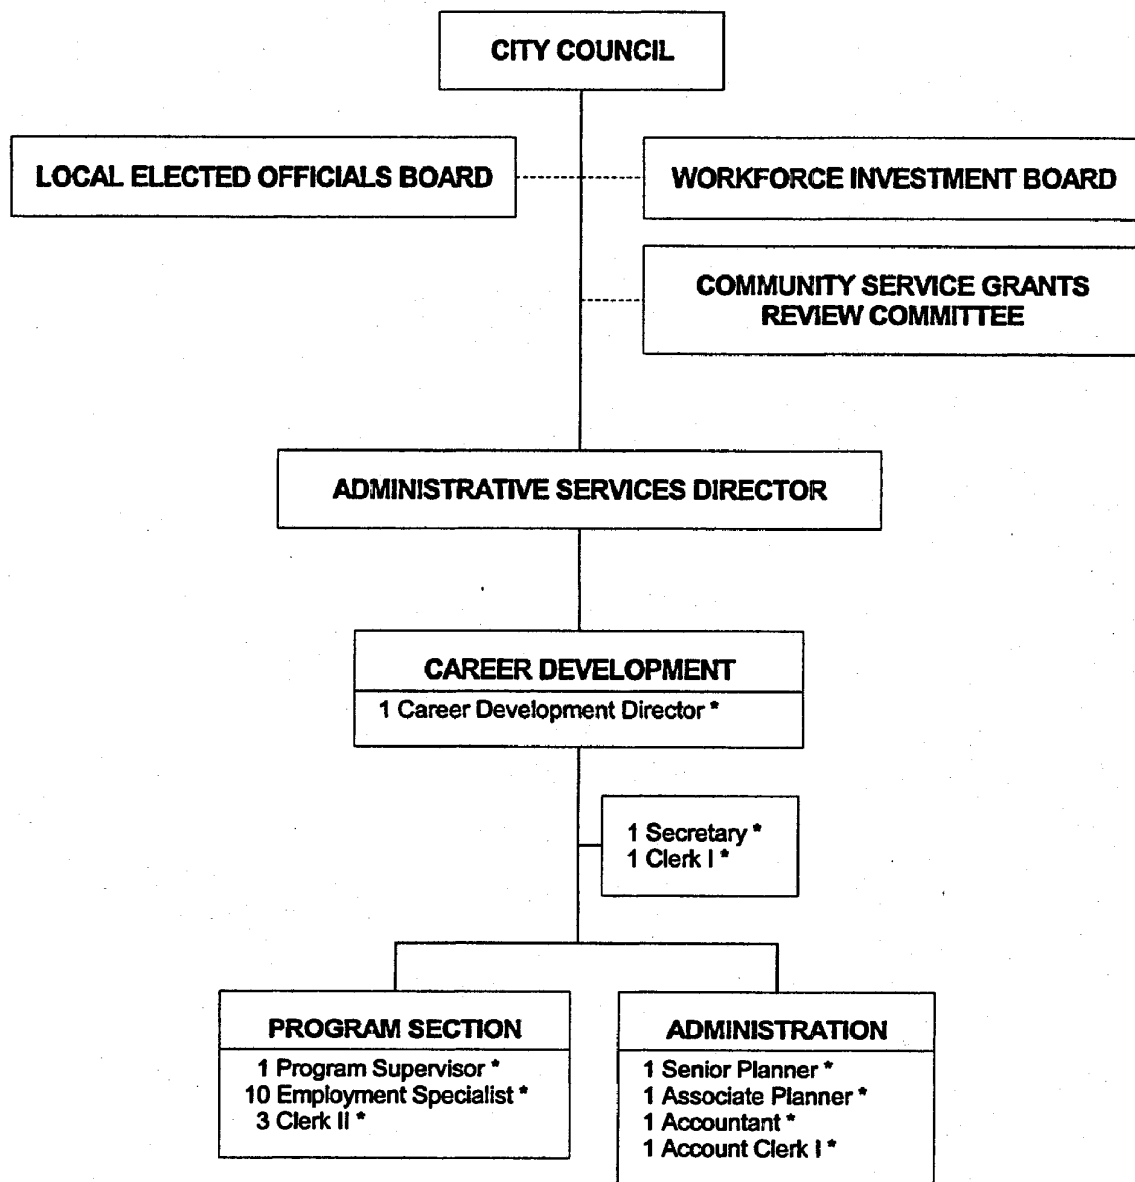 CITY COUNCIL
LOCAL ELECTED OFFICIALS BOARD
WORKFORCE INVESTMENT BOARD
COMMUNITY SERVICE GRANTS
REVIEW COMMITTEE
ADMINISTRATIVE SERVICES DIRECTOR
CAREER DEVELOPMENT
1 Career Development Director *
1 Secretary *
1 Clerk I *
PROGRAM SECTION
1 Program Supervisor *
10 Employment Specialist *
3 Clerk II *
ADMINISTRATION
1 Senior Planner *
1 Associate Planner *
1 Accountant *
1 Account Clerk I *